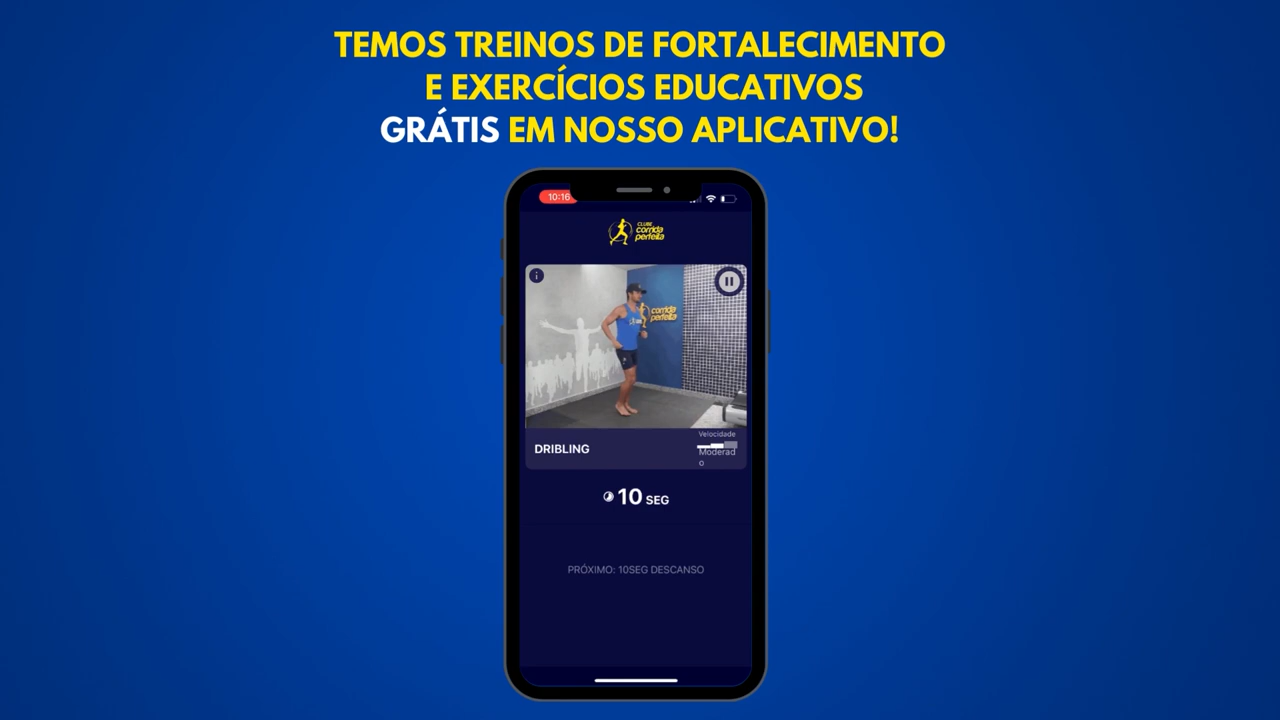 TEMOS TREINOS DE FORTALECIMENTO
E EXERCÍCIOS EDUCATIVOS
GRÁTIS EM NOSSO APLICATIVO!
10:16
CLUBE
corrida
perfeita
corrida
perfeita
DRIBLING
Velocidade
Moderad
o
10 SEG
PRÓXIMO: 10SEG DESCANSO